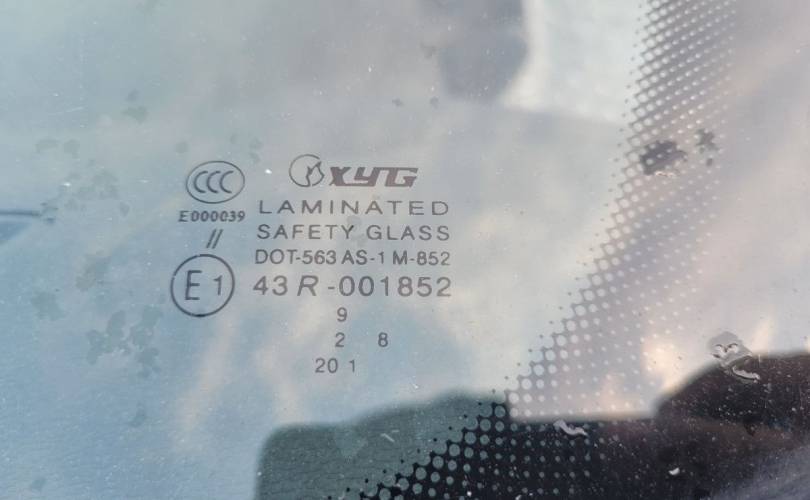 XYG
CCC
E000039
LAMINATED
SAFETY GLASS
//
DOT-563 AS-1 M-852
E1
43 R -001852
9
2 8
20 1